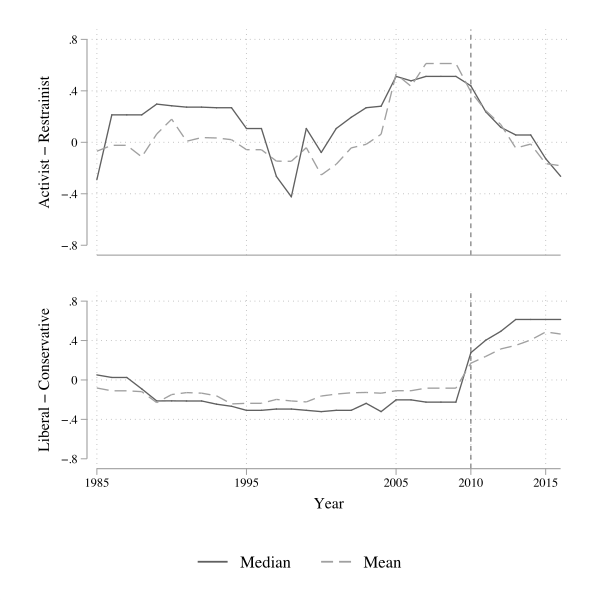 Activist – Restrainist
.8
.4
0
-.4
-.8
Liberal – Conservative
.8
.4
0
-.4
-.8
1985 1995 2005 2010 2015
Year
Median Mean